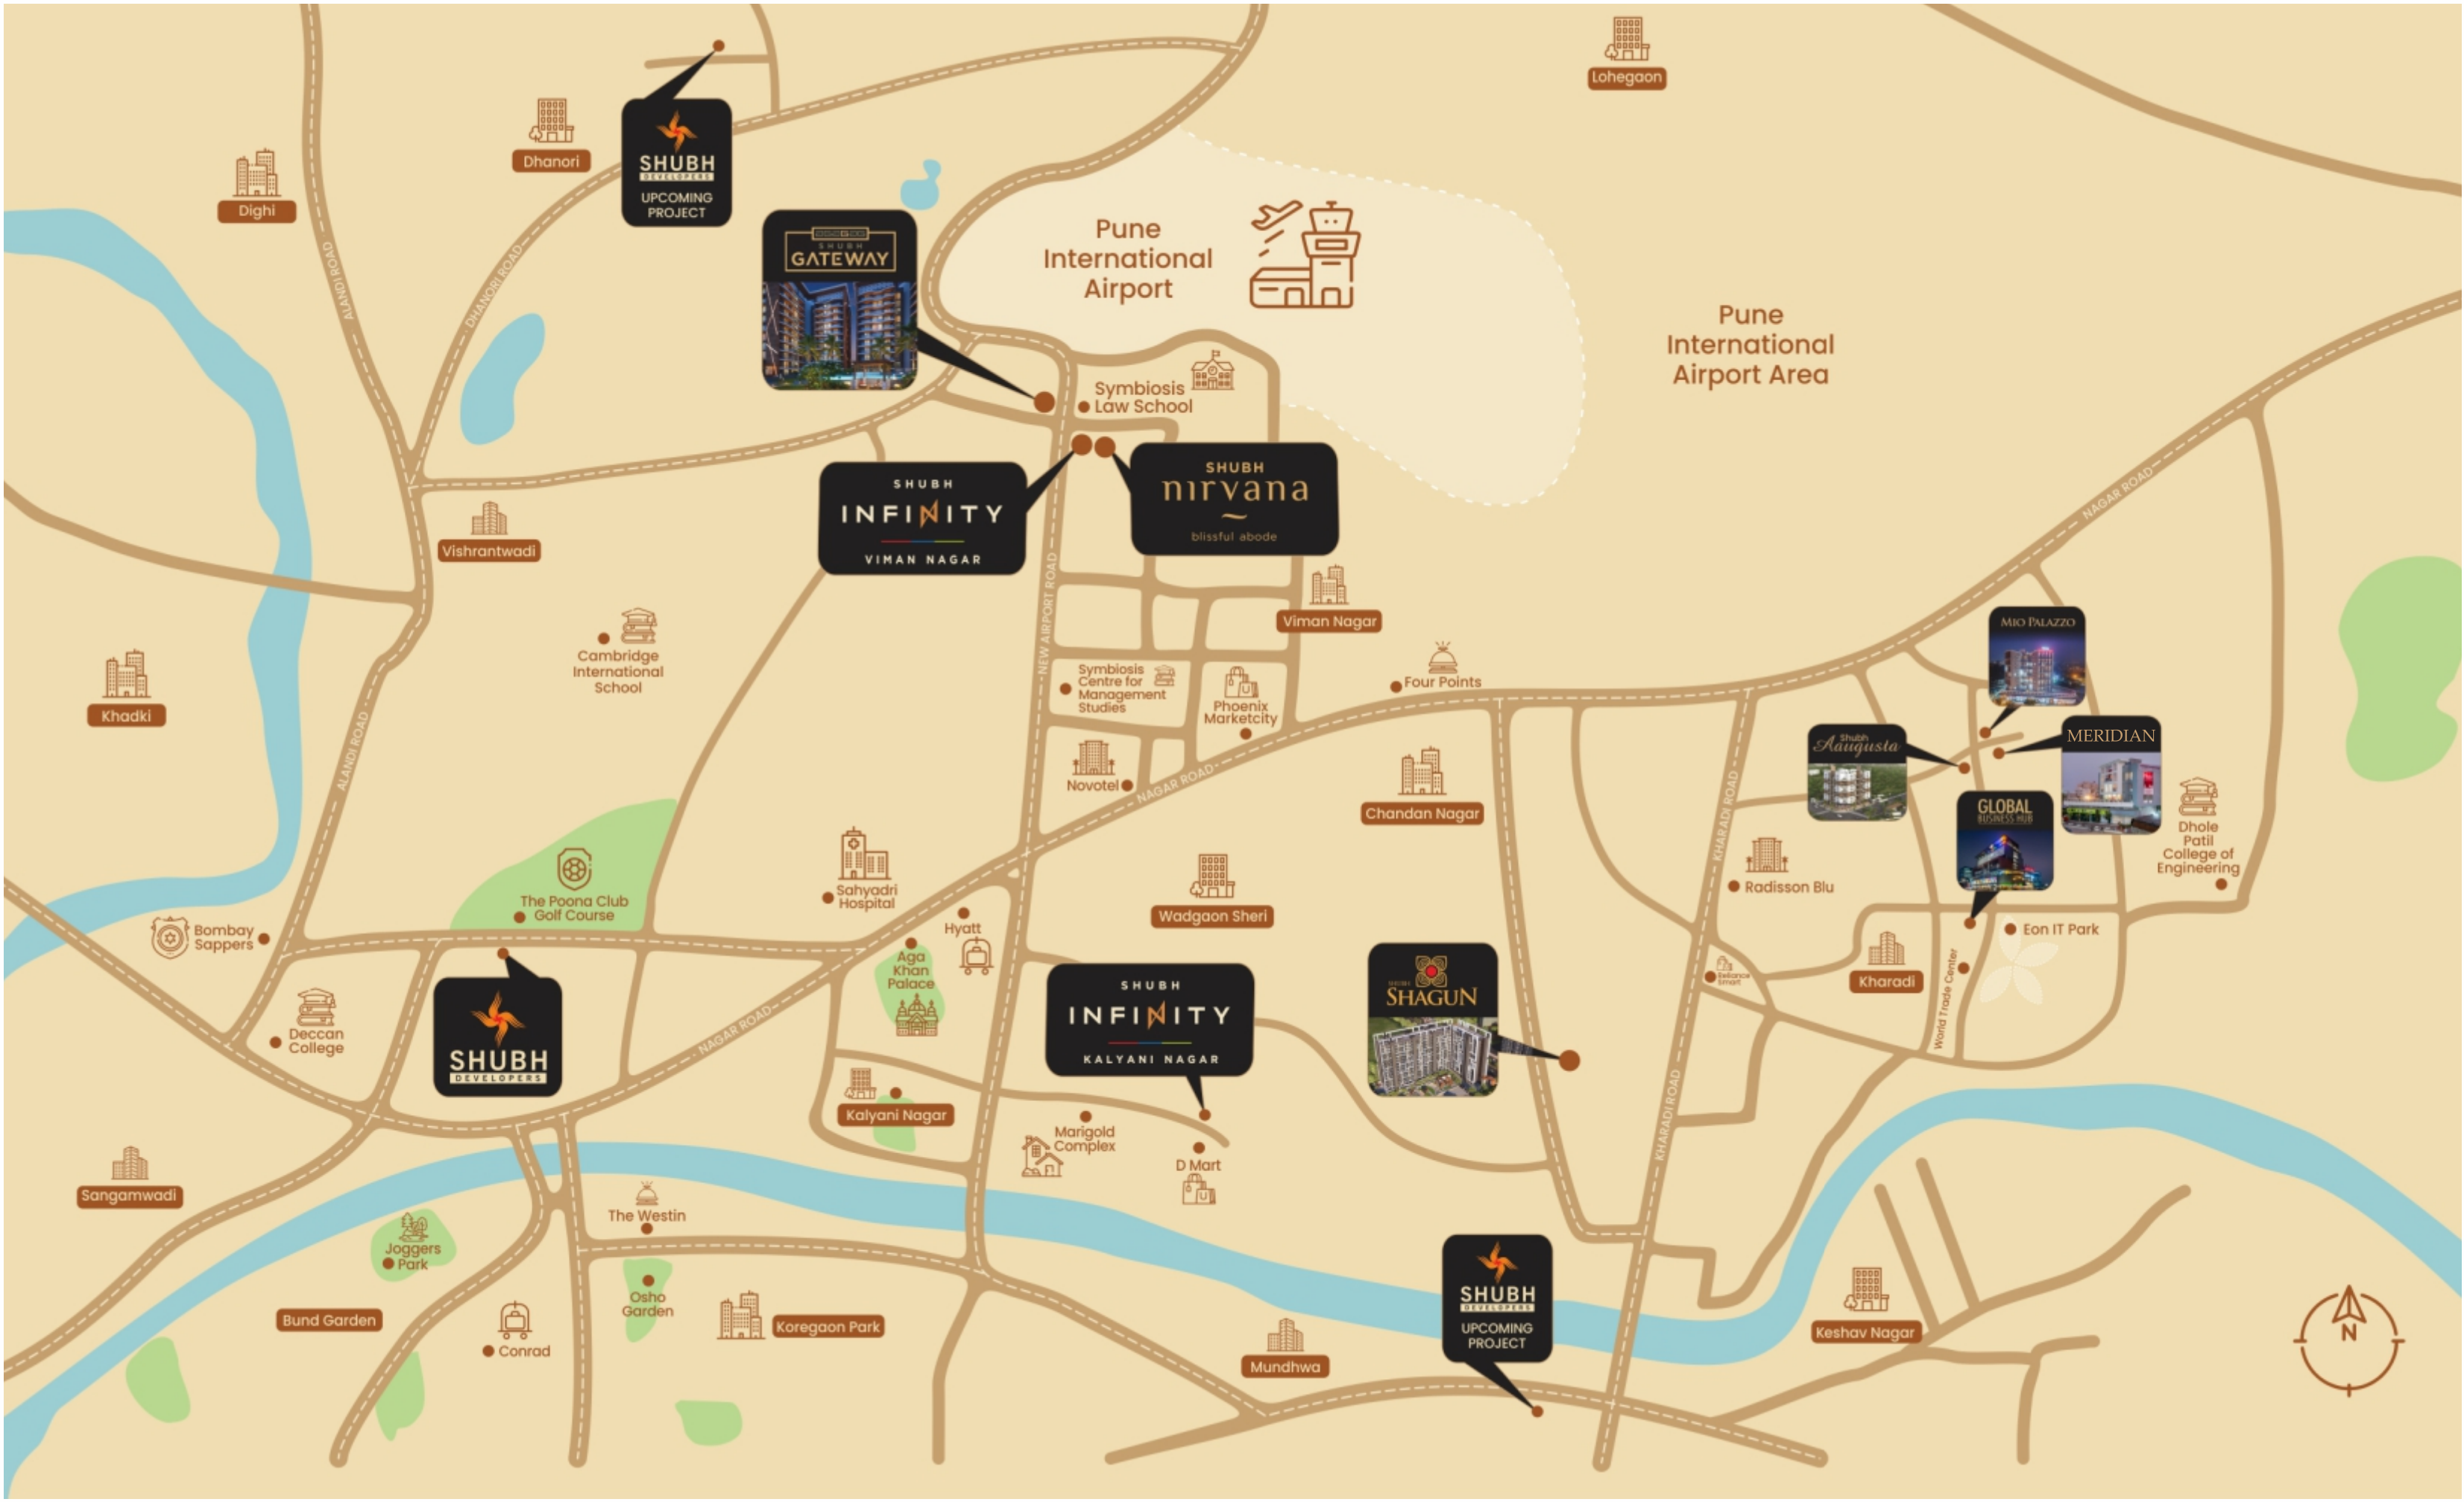 Lohegaon
Dhanori
SHUBH
DEVELOPERS
UPCOMING
PROJECT
Dighi
SHUBH
GATEWAY
Pune
International
Airport
Pune
International
Airport Area
ALANDI ROAD
DHANORI ROAD
Symbiosis
Law School
SHUBH
INFINITY
VIMAN NAGAR
SHUBH
nirvana
blissful abode
NAGAR ROAD
Vishrantwadi
NEW AIRPORT ROAD
Viman Nagar
Cambridge
International
School
Khadki
Symbiosis
Centre for
Management
Studies
Phoenix
Marketcity
Four Points
MIO PALAZZO
Shubh
Aaugusta
MERIDIAN
ALANDI ROAD
Novotel
NAGAR ROAD
Chandan Nagar
KHARADI ROAD
GLOBAL
BUSINESS HUB
Dhole
Patil
College of
Engineering
Radisson Blu
The Poona Club
Golf Course
Sahyadri
Hospital
Wadgaon Sheri
Bombay
Sappers
Hyatt
Aga
Khan
Palace
Eon IT Park
Kharadi
World Trade Center
Reliance
Smart
SHUBH
INFINITY
KALYANI NAGAR
SHUBH
SHAGUN
Deccan
College
SHUBH
DEVELOPERS
NAGAR ROAD
Kalyani Nagar
Marigold
Complex
D Mart
KHARADI ROAD
Sangamwadi
The Westin
Joggers
Park
Osho
Garden
Bund Garden
Conrad
Koregaon Park
Mundhwa
SHUBH
DEVELOPERS
UPCOMING
PROJECT
Keshav Nagar
N